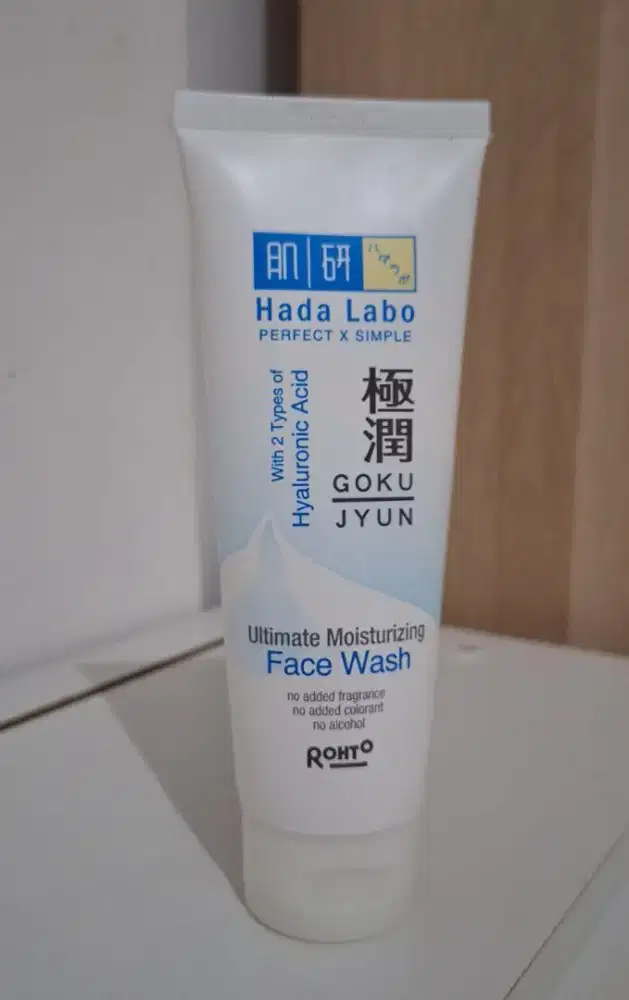 肌研 ハダラボ
Hada Labo
PERFECT X SIMPLE
With 2 Types of
Hyaluronic Acid
極潤
GOKU
JYUN
Ultimate Moisturizing
Face Wash
no added fragrance
no added colorant
no alcohol
ROHTO